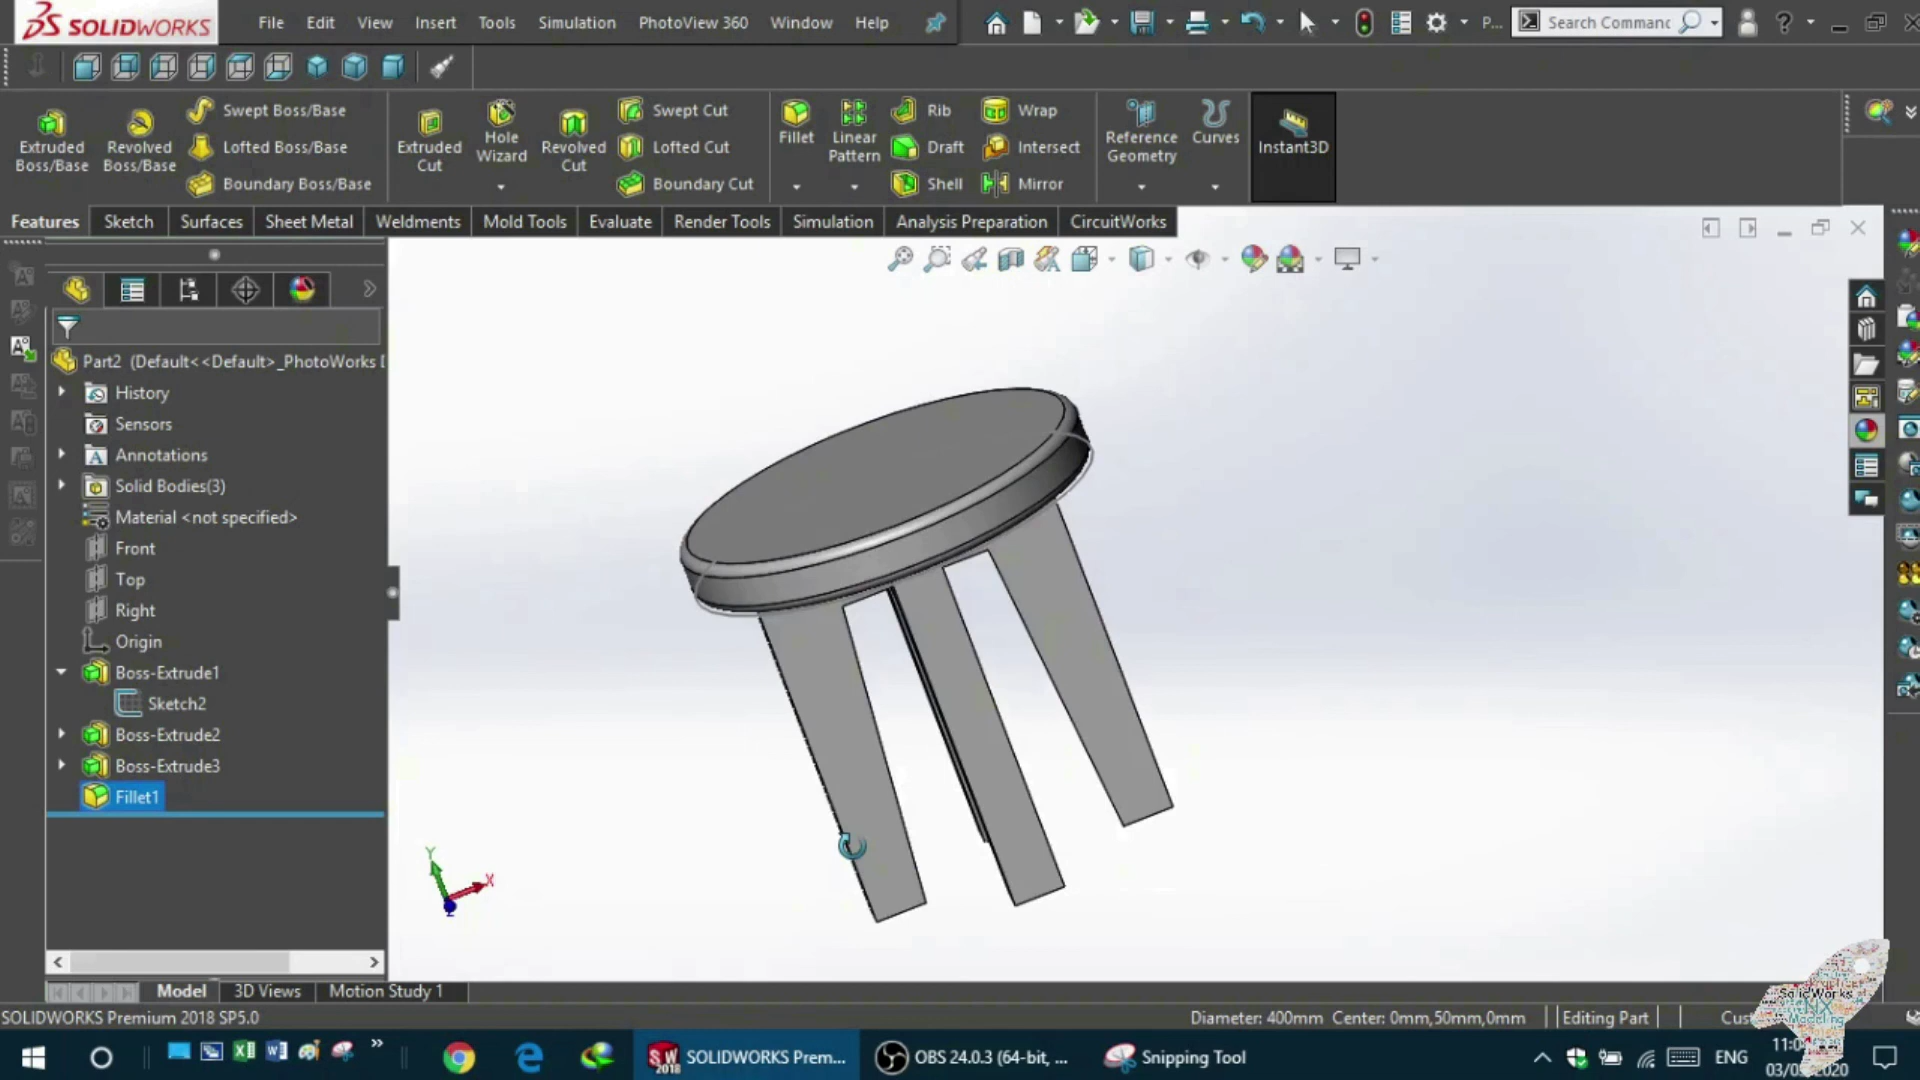 SOLIDWORKS File Edit View Insert Tools Simulation PhotoView 360 Window Help P... Search Commanc
Extruded Boss/Base
Revolved Boss/Base
Swept Boss/Base
Lofted Boss/Base
Boundary Boss/Base
Extruded Cut
Hole Wizard
Revolved Cut
Swept Cut
Lofted Cut
Boundary Cut
Fillet
Linear Pattern
Rib
Draft
Shell
Wrap
Intersect
Mirror
Reference Geometry
Curves
Instant3D
Features Sketch Surfaces Sheet Metal Weldments Mold Tools Evaluate Render Tools Simulation Analysis Preparation CircuitWorks
Part2 (Default<<Default>_PhotoWorks
History
Sensors
Annotations
Solid Bodies(3)
Material <not specified>
Front
Top
Right
Origin
Boss-Extrude1
Sketch2
Boss-Extrude2
Boss-Extrude3
Fillet1
Y
X
Z
Model 3D Views Motion Study 1
SolidWorks
NX
Modeling
SOLIDWORKS Premium 2018 SP5.0 Diameter: 400mm Center: 0mm,50mm,0mm Editing Part
SOLIDWORKS Prem... OBS 24.0.3 (64-bit, ... Snipping Tool ENG